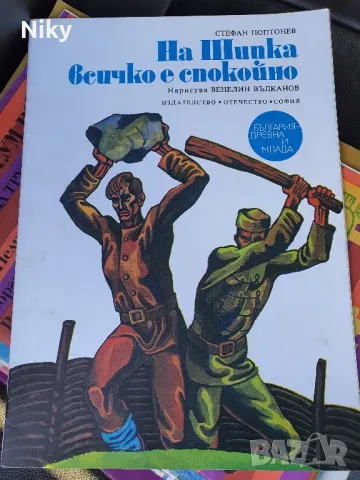 Niky
СТЕФАН ПОПТОНЕВ
На Шипка
всичко е спокойно
Нарисува ВЕНЕЛИН ВЪЛКАНОВ
ИЗДАТЕЛСТВО • ОТЕЧЕСТВО • СОФИЯ
БЪЛГАРИЯ-
ДРЕВНА
И
МЛАДА
BAZAR